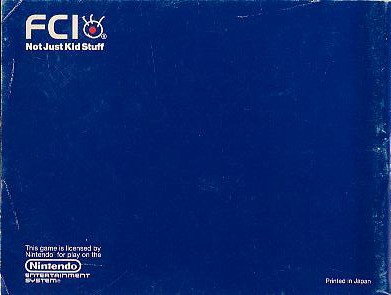 FCI®
Not Just Kid Stuff
This game is licensed by
Nintendo® for play on the
Nintendo®
ENTERTAINMENT
SYSTEM®
Printed in Japan